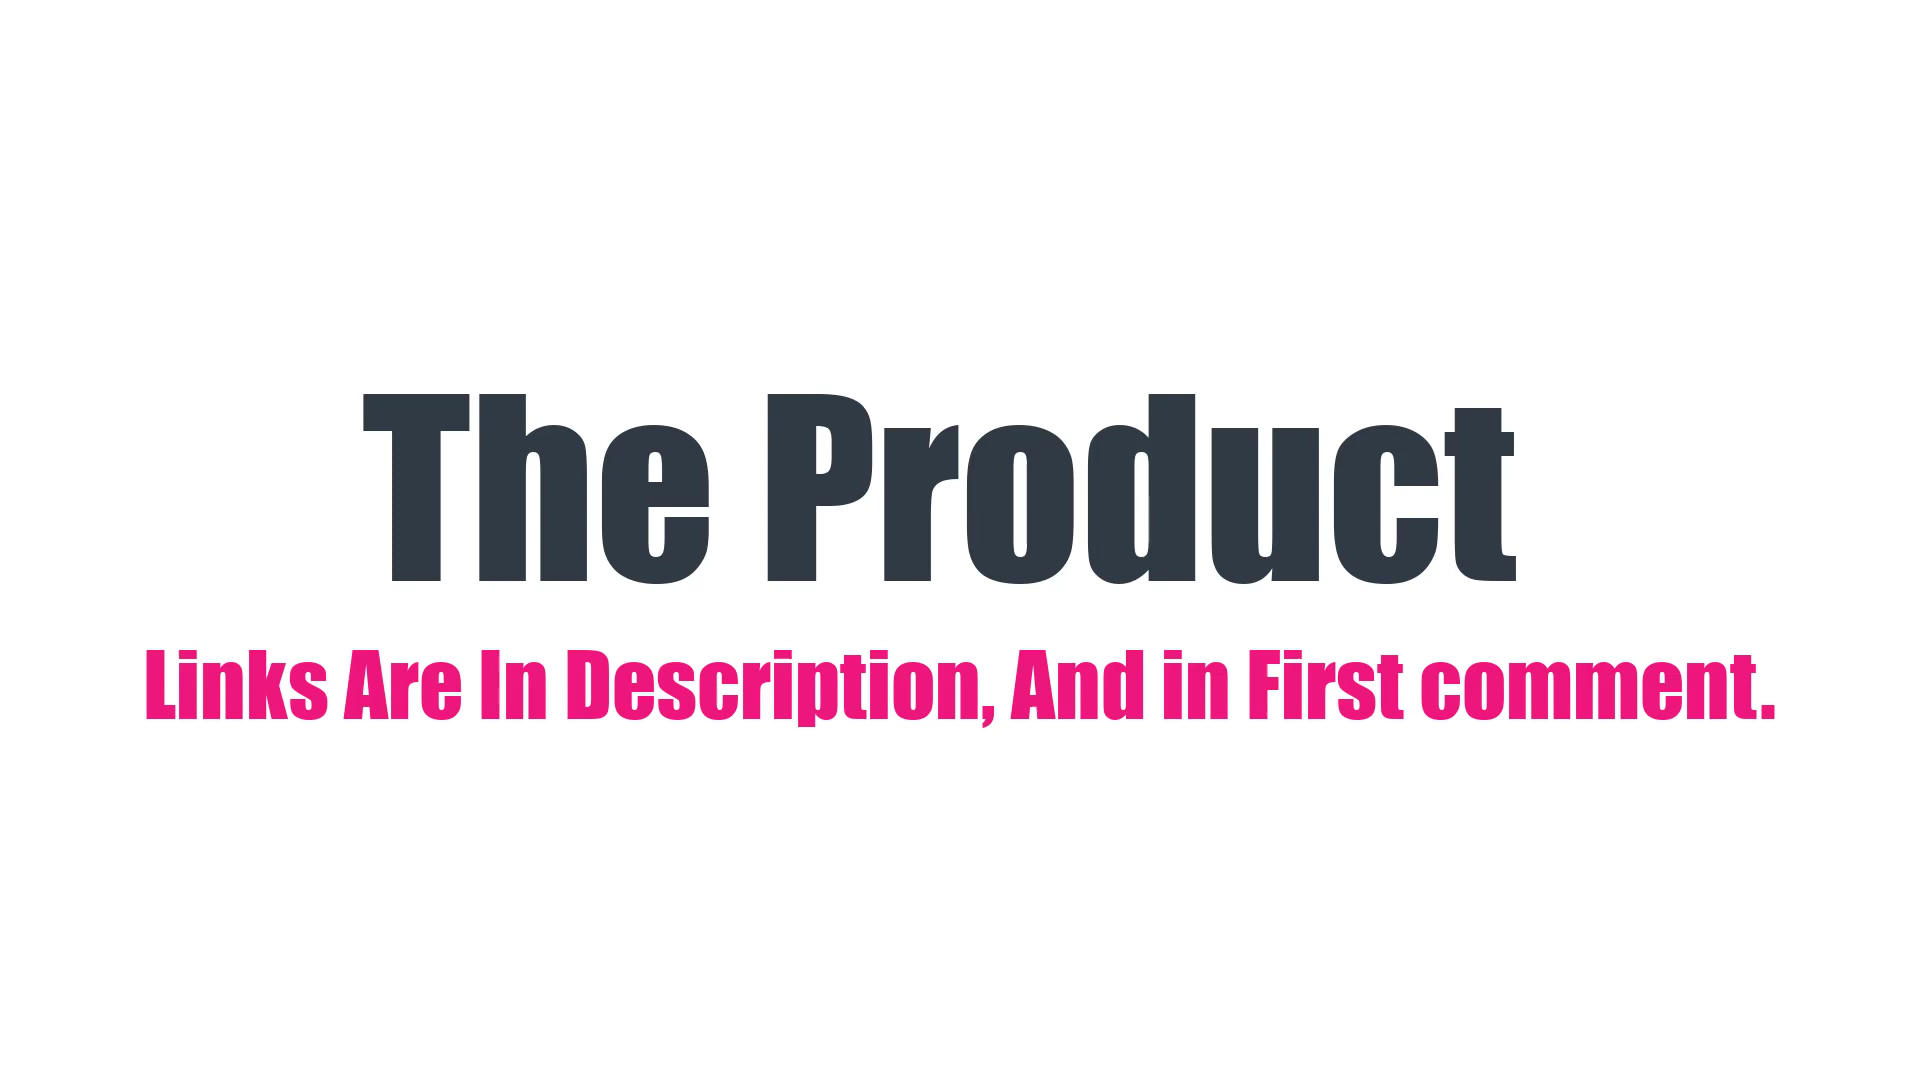 The Product
Links Are In Description, And in First comment.